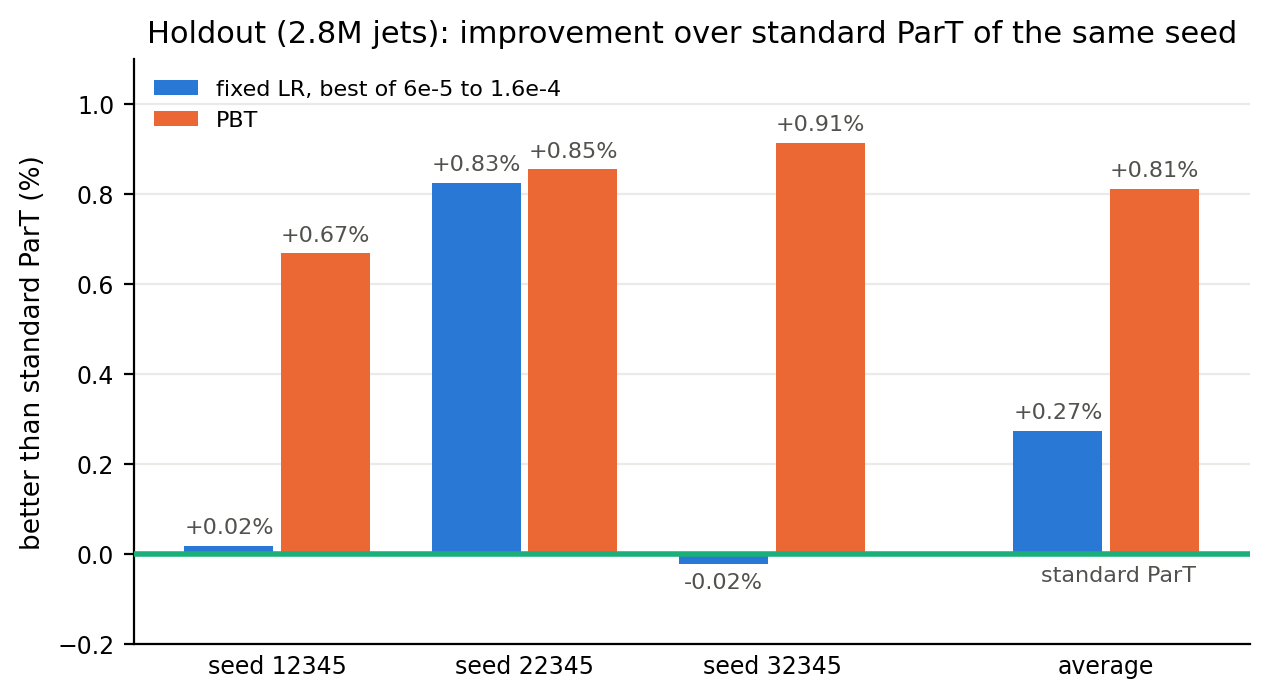 Holdout (2.8M jets): improvement over standard ParT of the same seed
better than standard ParT (%)
fixed LR, best of 6e-5 to 1.6e-4
PBT
1.0
0.8
0.6
0.4
0.2
0.0
−0.2
+0.02%
+0.67%
+0.83%
+0.85%
-0.02%
+0.91%
+0.27%
+0.81%
standard ParT
seed 12345
seed 22345
seed 32345
average